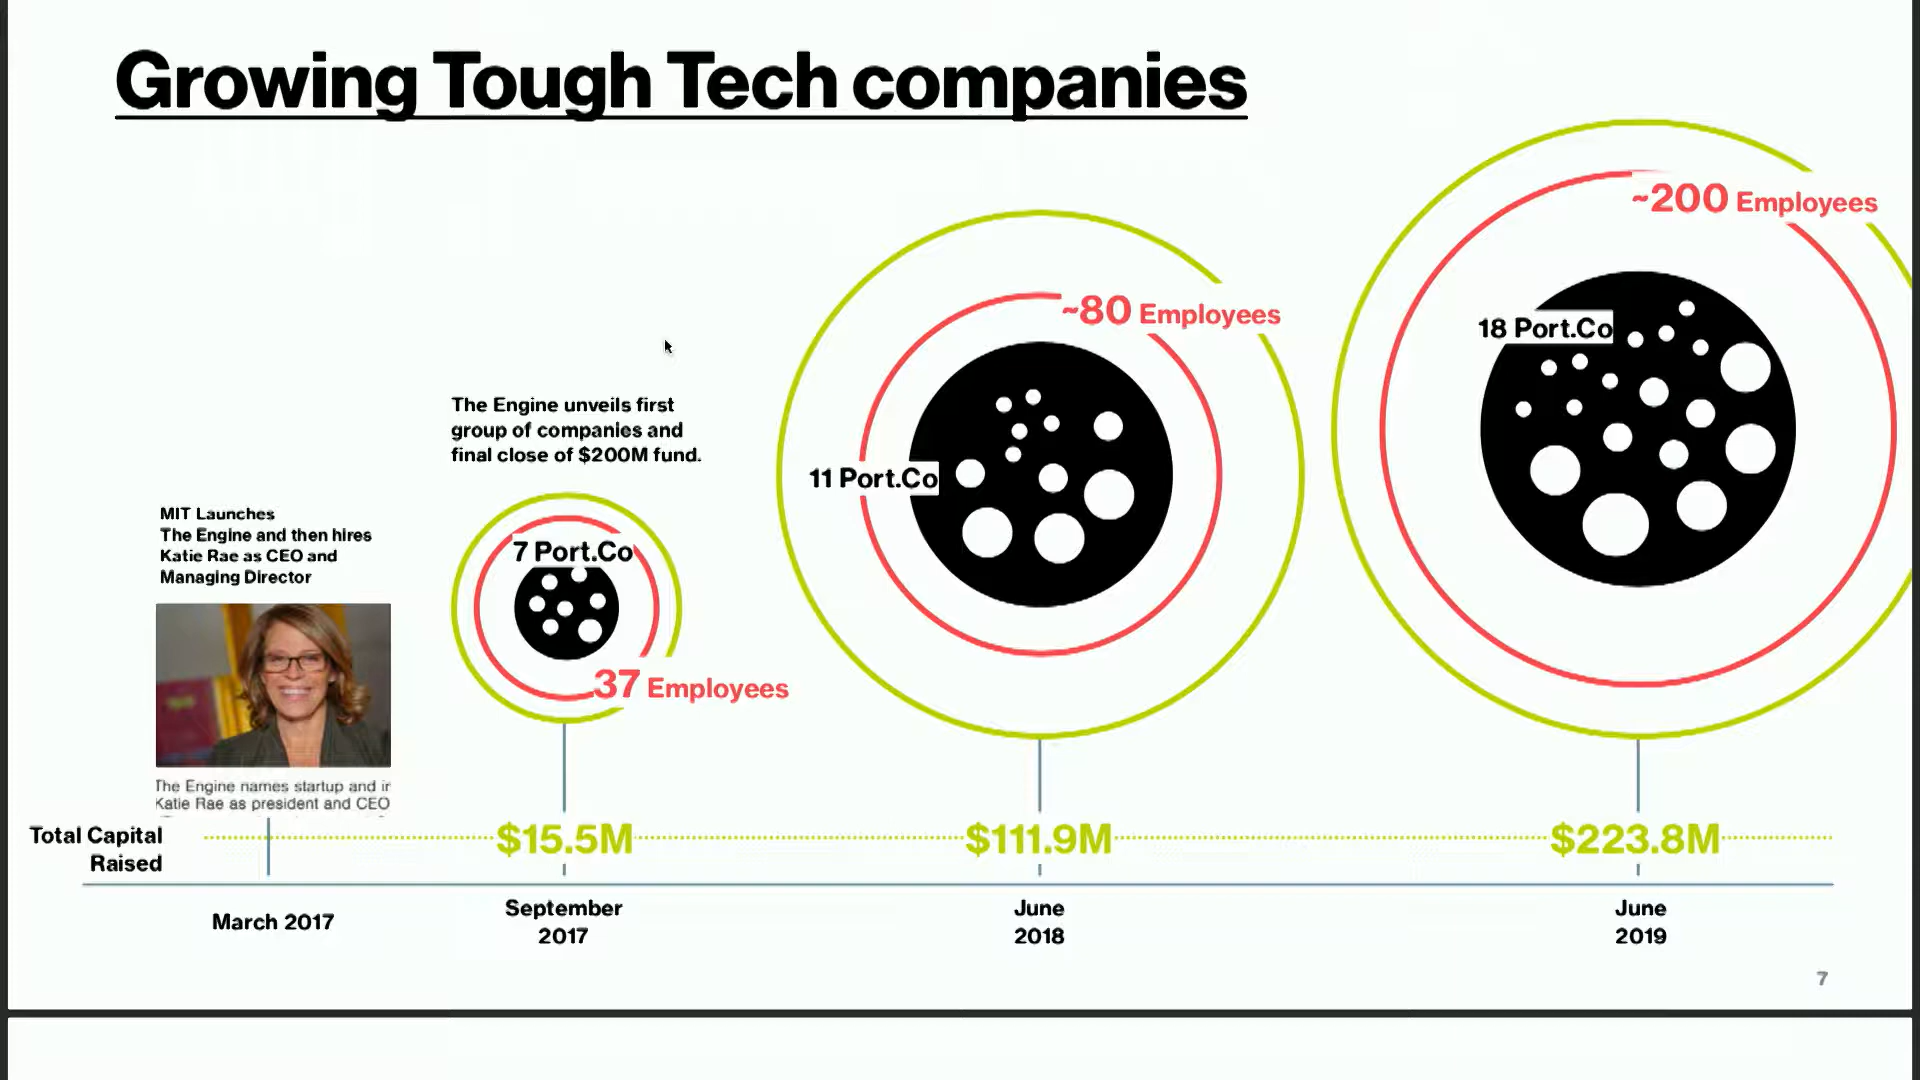 Growing Tough Tech companies
~200 Employees
~80 Employees
18 Port.Co
The Engine unveils first
group of companies and
final close of $200M fund.
11 Port.Co
MIT Launches
The Engine and then hires
Katie Rae as CEO and
Managing Director
7 Port.Co
37 Employees
The Engine names startup and
Katie Rae as president and CEO
Total Capital
Raised
$15.5M
$111.9M
$223.8M
March 2017
September
2017
June
2018
June
2019
7